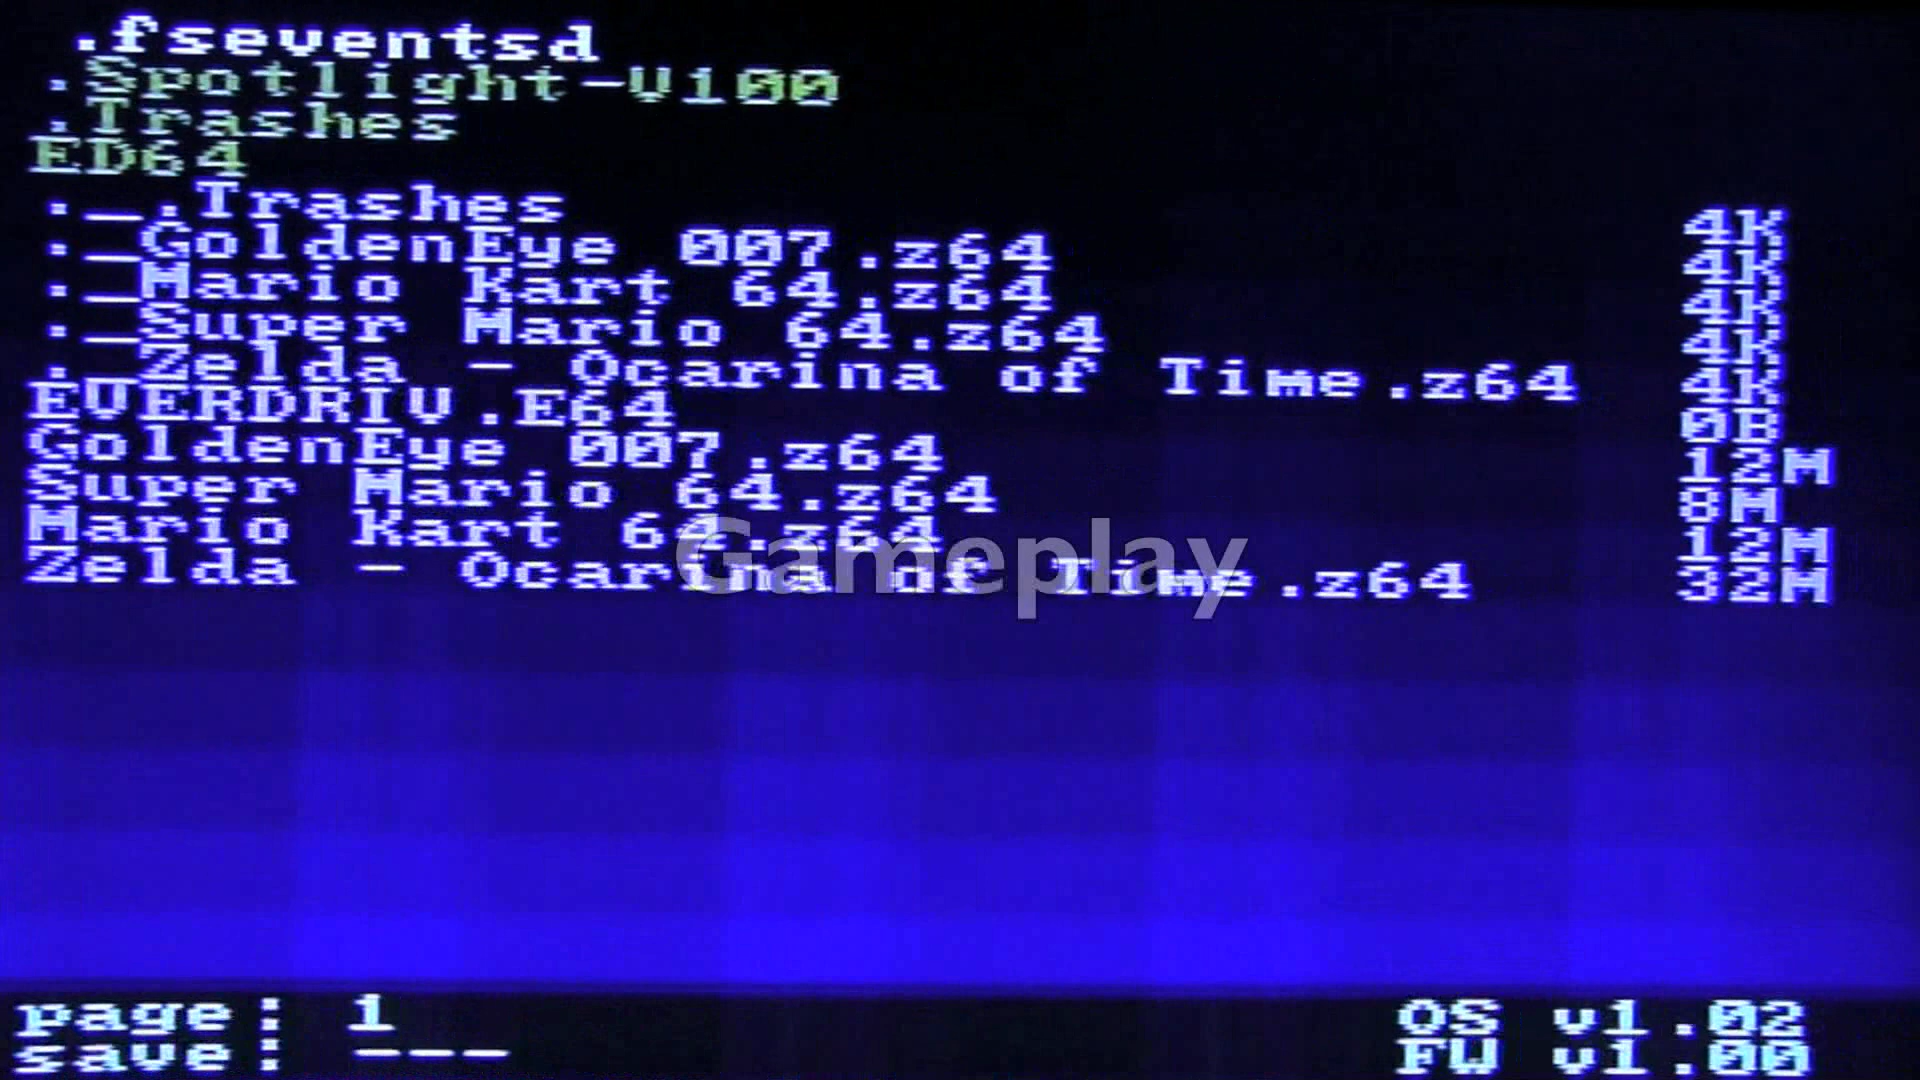 .fseventsd
.Spotlight-V100
.Trashes
ED64
._.Trashes 4K
._GoldenEye 007.z64 4K
._Mario Kart 64.z64 4K
._Super Mario 64.z64 4K
._Zelda - Ocarina of Time.z64 4K
EVERDRIV.E64 0B
GoldenEye 007.z64 12M
Super Mario 64.z64 8M
Mario Kart 64.z64 12M
Zelda - Ocarina of Time.z64 32M
Gameplay
page: 1 OS v1.02
save: --- FW v1.00